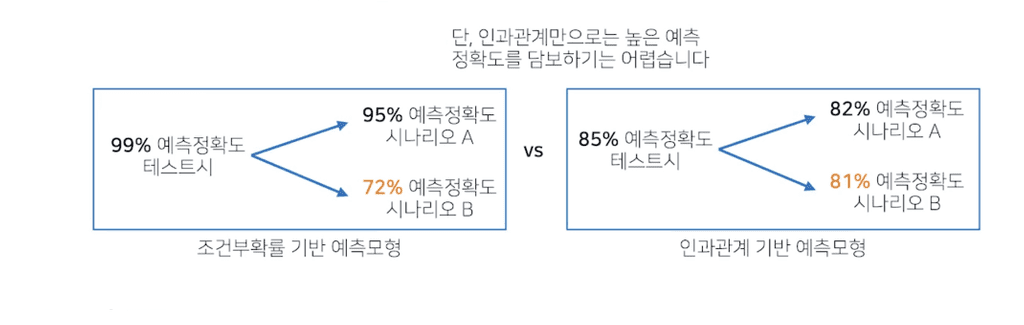 단, 인과관계만으로는 높은 예측
정확도를 담보하기는 어렵습니다
99% 예측정확도
테스트시
95% 예측정확도
시나리오 A
72% 예측정확도
시나리오 B
조건부확률 기반 예측모형
vs
85% 예측정확도
테스트시
82% 예측정확도
시나리오 A
81% 예측정확도
시나리오 B
인과관계 기반 예측모형